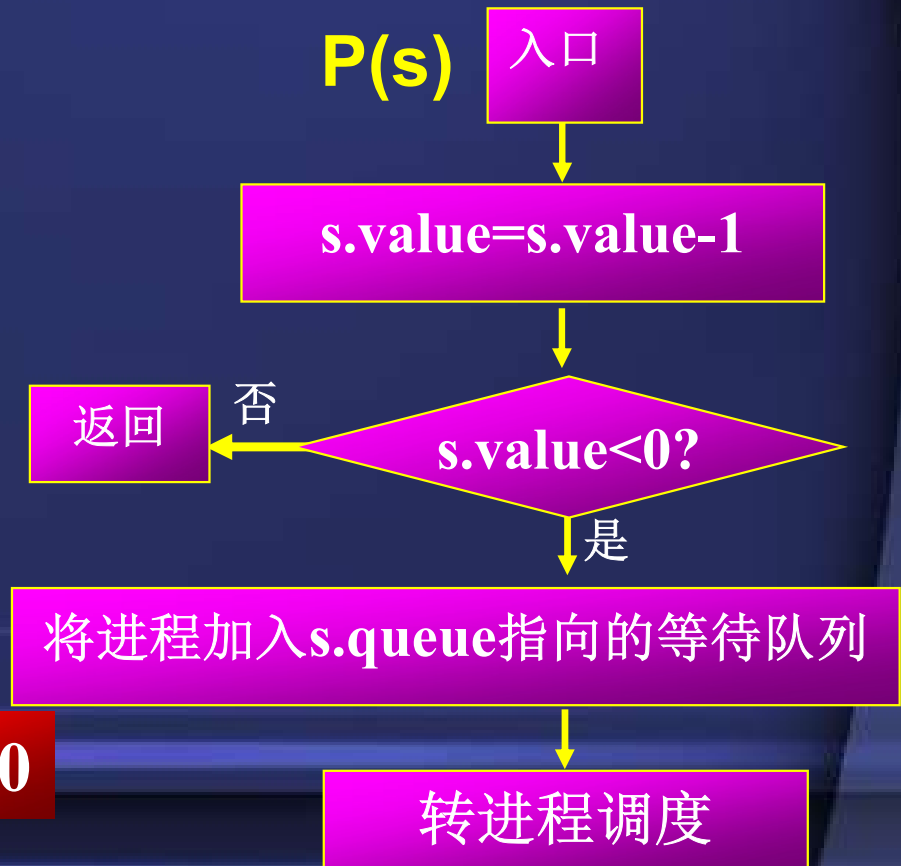 P(s)
入口
s.value=s.value-1
s.value<0?
否
返回
是
将进程加入s.queue指向的等待队列
0
转进程调度